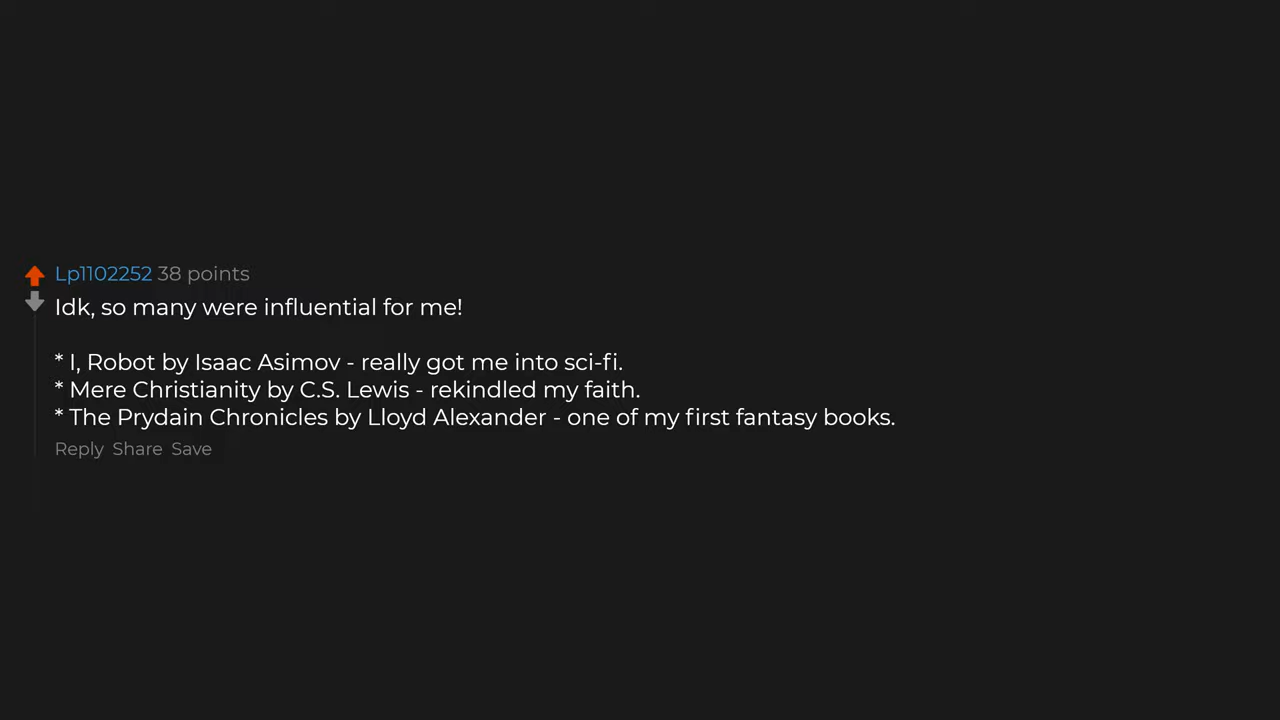 Lp1102252 38 points
Idk, so many were influential for me!
* I, Robot by Isaac Asimov - really got me into sci-fi.
* Mere Christianity by C.S. Lewis - rekindled my faith.
* The Prydain Chronicles by Lloyd Alexander - one of my first fantasy books.
Reply Share Save